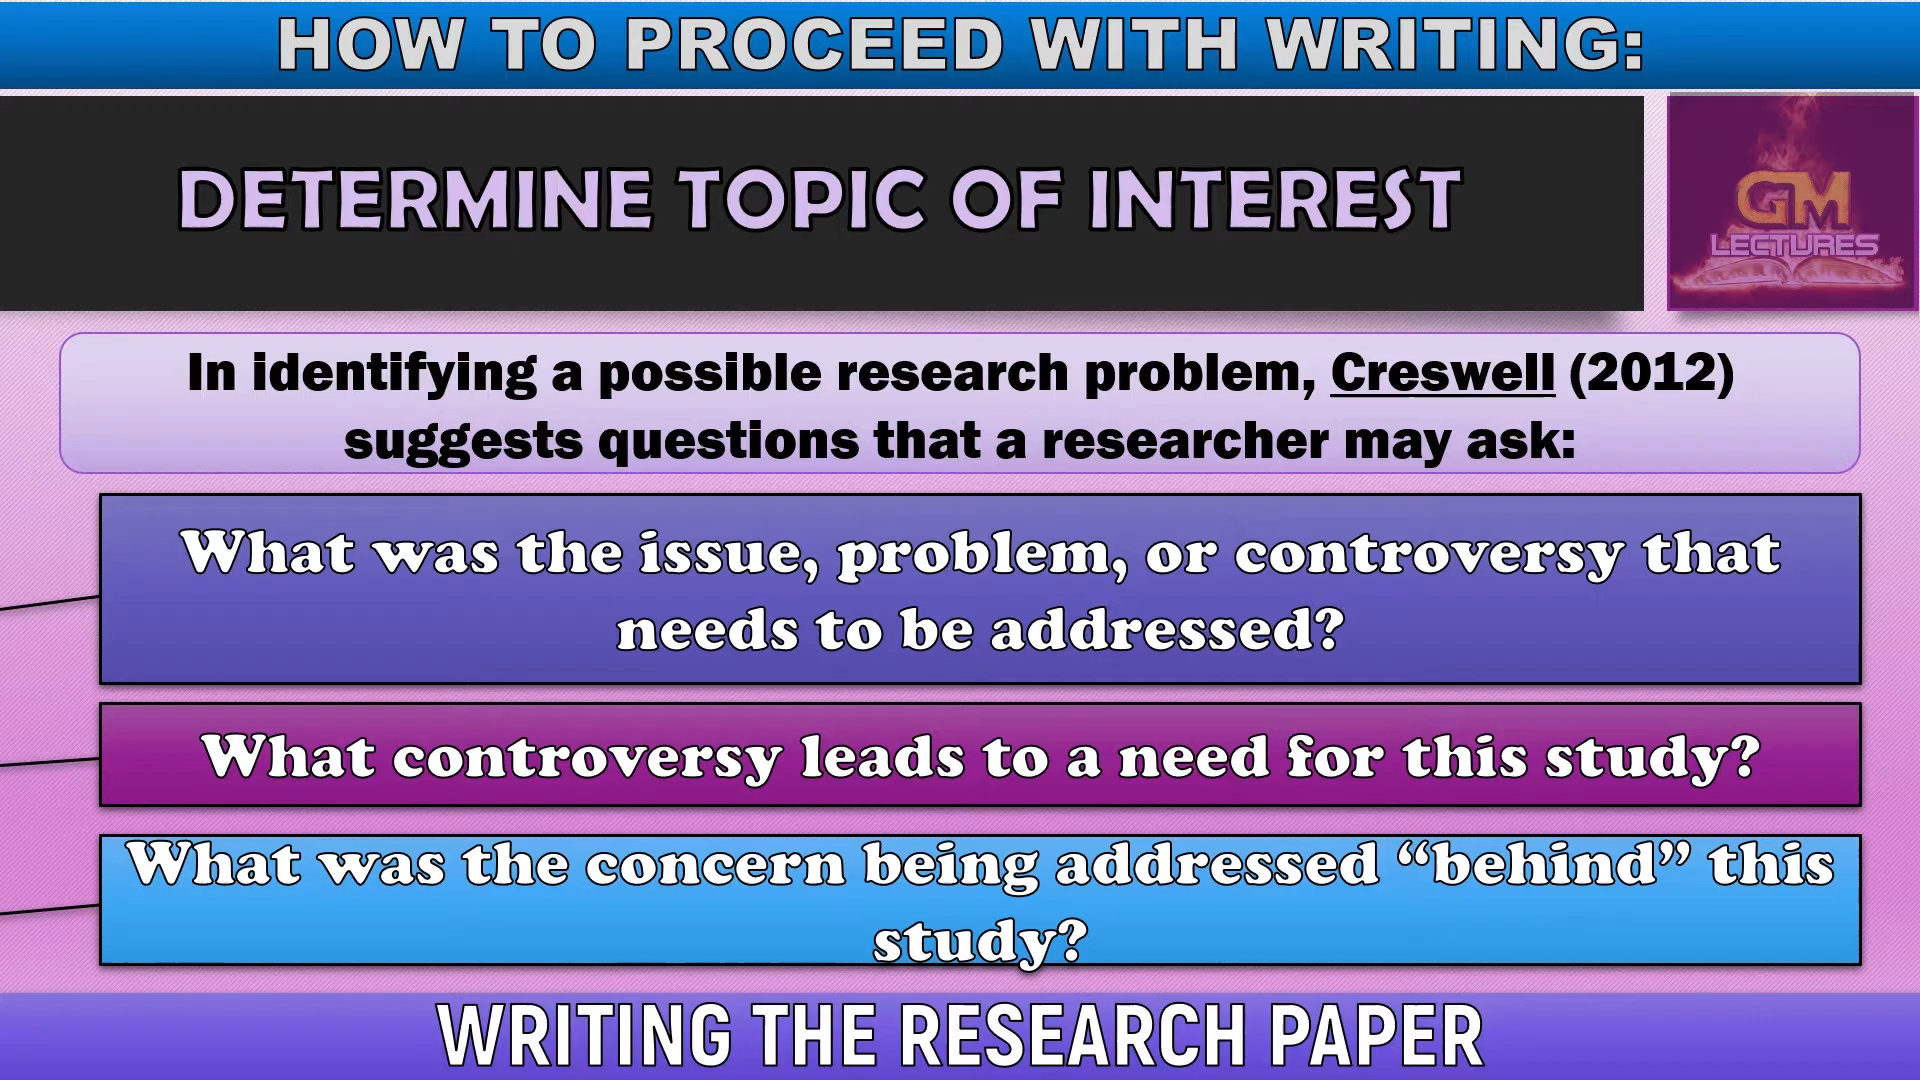 HOW TO PROCEED WITH WRITING:
DETERMINE TOPIC OF INTEREST
GM
LECTURES
In identifying a possible research problem, Creswell (2012)
suggests questions that a researcher may ask:
What was the issue, problem, or controversy that
needs to be addressed?
What controversy leads to a need for this study?
What was the concern being addressed “behind” this
study?
WRITING THE RESEARCH PAPER